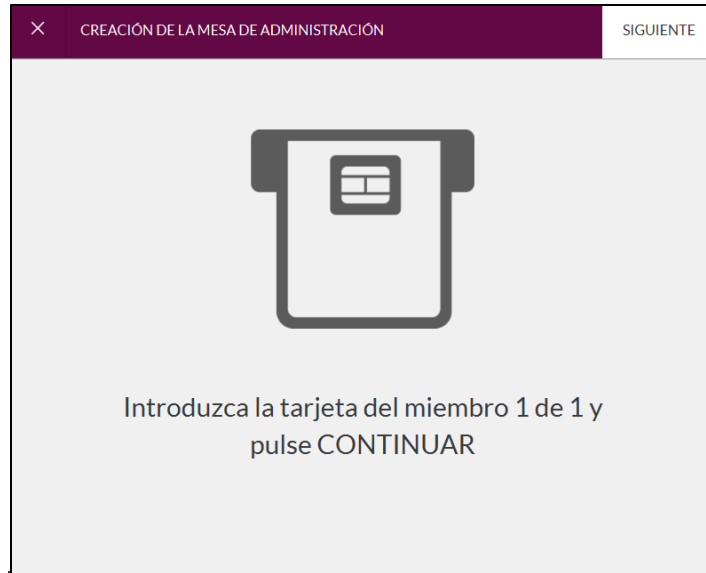 CREACIÓN DE LA MESA DE ADMINISTRACIÓN
SIGUIENTE
Introduzca la tarjeta del miembro 1 de 1 y
pulse CONTINUAR